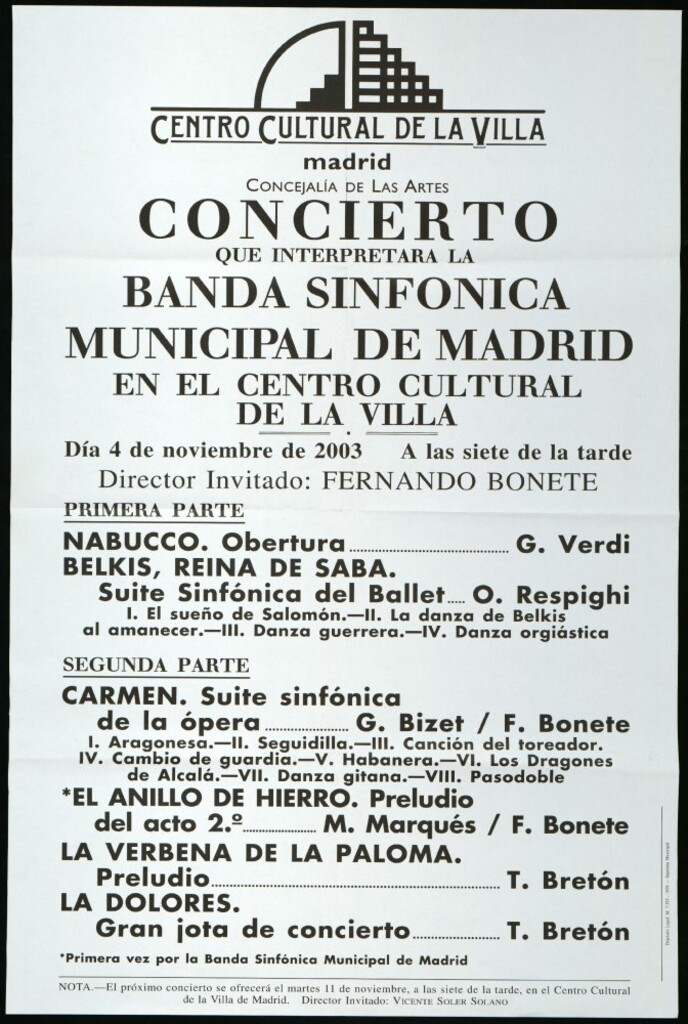 CENTRO CULTURAL DE LA VILLA
madrid
CONCEJALÍA DE LAS ARTES
CONCIERTO
QUE INTERPRETARA LA
BANDA SINFONICA
MUNICIPAL DE MADRID
EN EL CENTRO CULTURAL
DE LA VILLA
Día 4 de noviembre de 2003 A las siete de la tarde
Director Invitado: FERNANDO BONETE
PRIMERA PARTE
NABUCCO. Obertura........................................ G. Verdi
BELKIS, REINA DE SABA.
Suite Sinfónica del Ballet..... O. Respighi
I. El sueño de Salomón.—II. La danza de Belkis
al amanecer.—III. Danza guerrera.—IV. Danza orgiástica
SEGUNDA PARTE
CARMEN. Suite sinfónica
de la ópera ..................... G. Bizet / F. Bonete
I. Aragonesa.—II. Seguidilla.—III. Canción del toreador.
IV. Cambio de guardia.—V. Habanera.—VI. Los Dragones
de Alcalá.—VII. Danza gitana.—VIII. Pasodoble
*EL ANILLO DE HIERRO. Preludio
del acto 2.º.................. M. Marqués / F. Bonete
LA VERBENA DE LA PALOMA.
Preludio........................................................................ T. Bretón
LA DOLORES.
Gran jota de concierto...................... T. Bretón
*Primera vez por la Banda Sinfónica Municipal de Madrid
NOTA.—El próximo concierto se ofrecerá el martes 11 de noviembre, a las siete de la tarde, en el Centro Cultural
de la Villa de Madrid. Director Invitado: VICENTE SOLER SOLANO